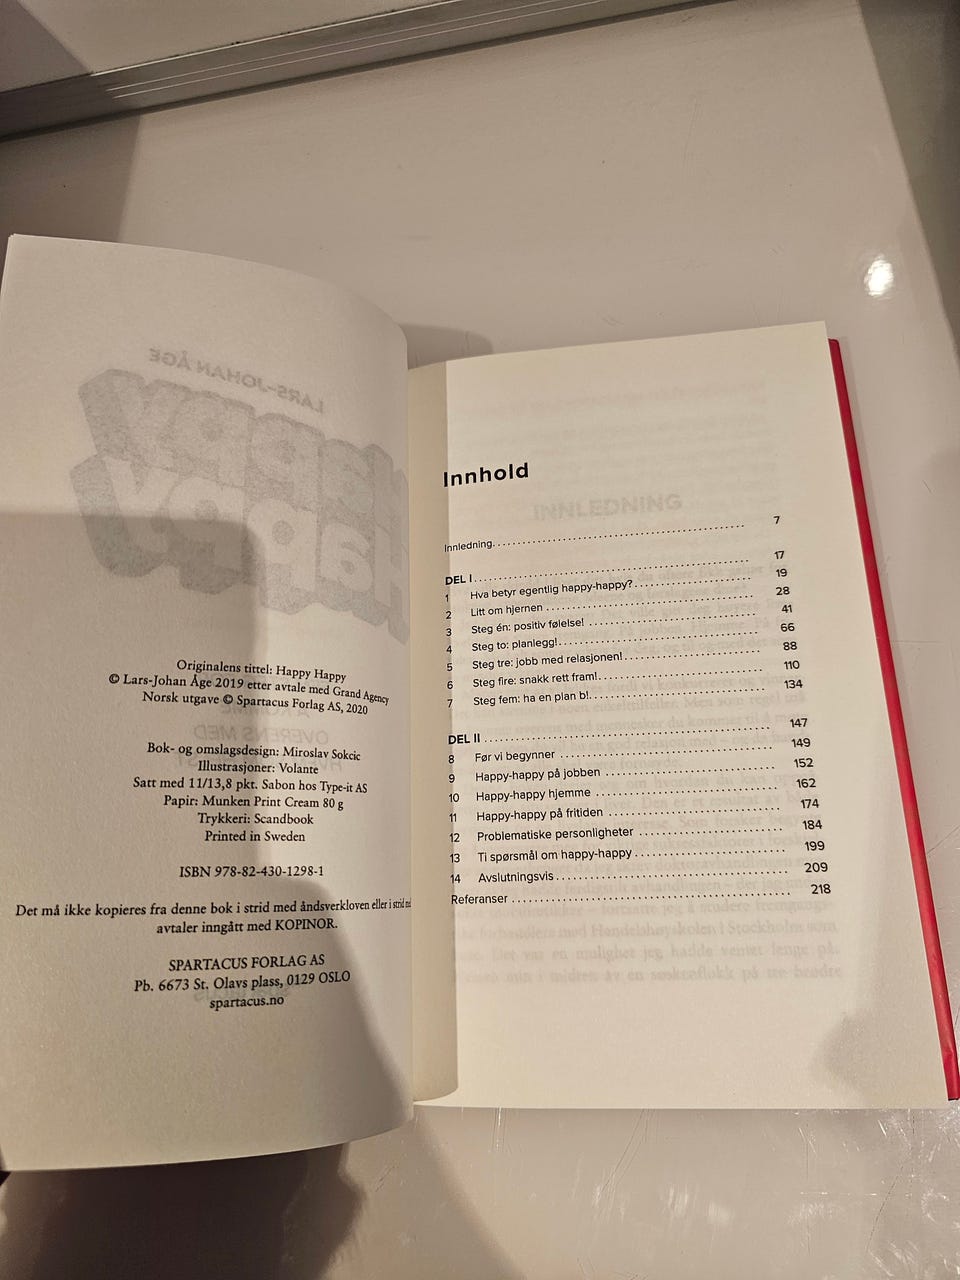 LARS-JOHAN ÅGE
Happy
Happy
Originalens tittel: Happy Happy
© Lars-Johan Åge 2019 etter avtale med Grand Agency
Norsk utgave © Spartacus Forlag AS, 2020
Bok- og omslagsdesign: Miroslav Sokcic
Illustrasjoner: Volante
Satt med 11/13,8 pkt. Sabon hos Type-it AS
Papir: Munken Print Cream 80 g
Trykkeri: Scandbook
Printed in Sweden
ISBN 978-82-430-1298-1
Det må ikke kopieres fra denne bok i strid med åndsverkloven eller i strid
avtaler inngått med KOPINOR.
SPARTACUS FORLAG AS
Pb. 6673 St. Olavs plass, 0129 OSLO
spartacus.no
Innhold
INNLEDNING
Innledning. 7
DEL I 17
1 Hva betyr egentlig happy-happy? 19
2 Litt om hjernen 28
3 Steg én: positiv følelse! 41
4 Steg to: planlegg! 66
5 Steg tre: jobb med relasjonen! 88
6 Steg fire: snakk rett fram! 110
7 Steg fem: ha en plan b! 134
DEL II 147
8 Før vi begynner 149
9 Happy-happy på jobben 152
10 Happy-happy hjemme 162
11 Happy-happy på fritiden 174
12 Problematiske personligheter 184
13 Ti spørsmål om happy-happy 199
14 Avslutningsvis 209
Referanser 218